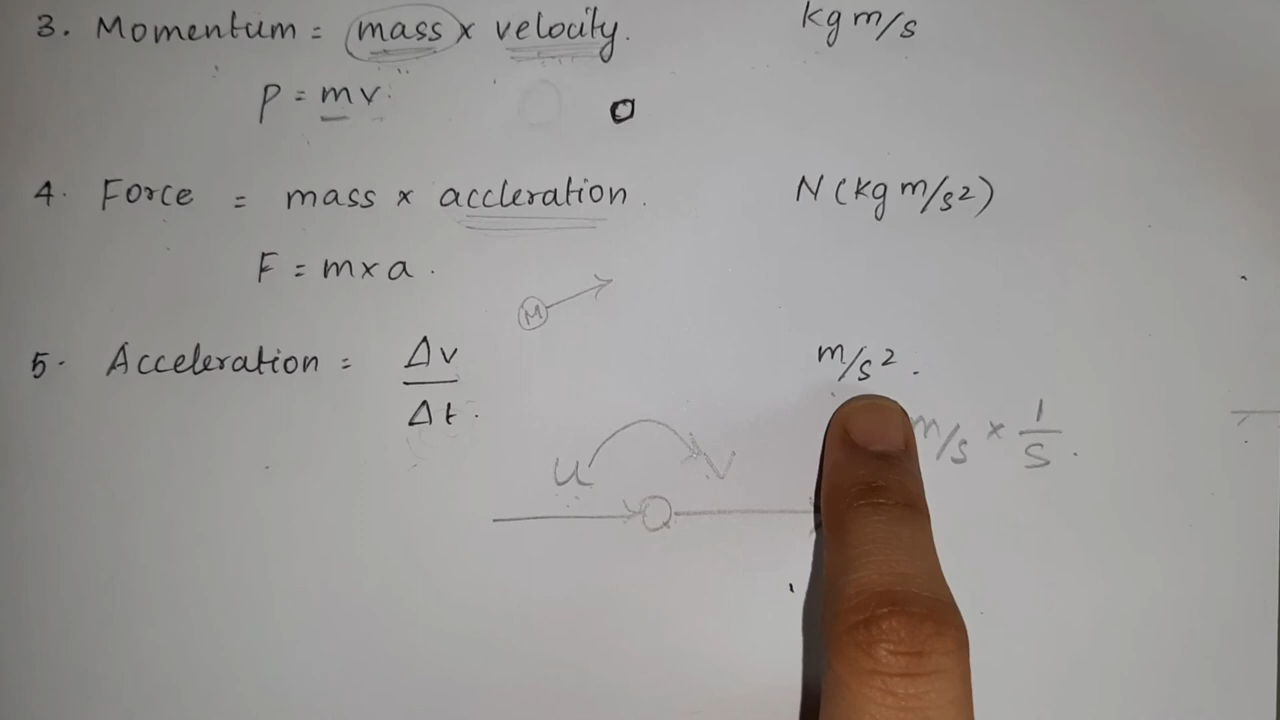 3. Momentum = mass x velocity. kg m/s
P = mv.
4. Force = mass x accleration. N (kg m/s2)
F = m x a.
M
5. Acceleration = Δv/Δt. m/s².
m/s x 1/s.
u v